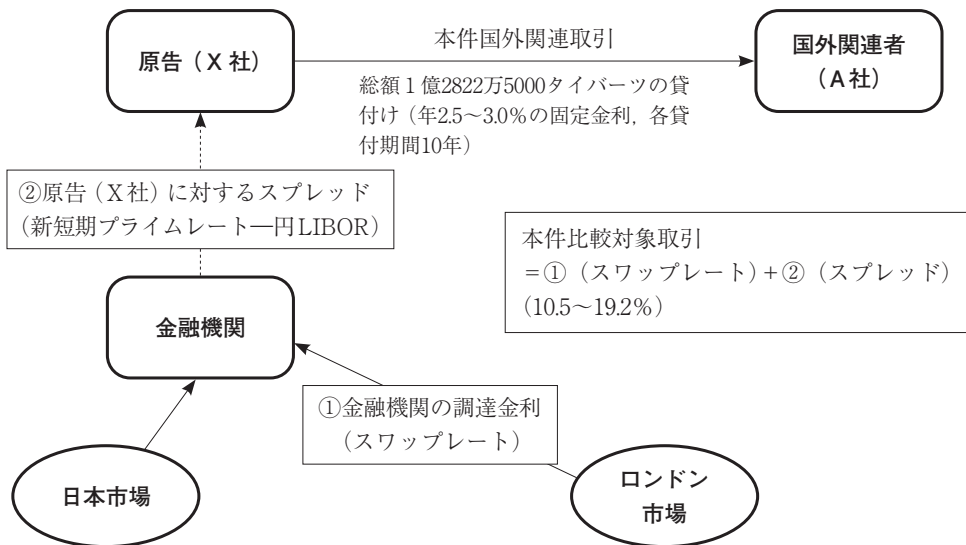 原告（X 社）
本件国外関連取引
国外関連者
（A社）
総額１億2822万5000タイバーツの貸
付け（年2.5〜3.0％の固定金利，各貸
付期間10年）
②原告（X社）に対するスプレッド
（新短期プライムレート―円LIBOR）
本件比較対象取引
＝①（スワップレート）＋②（スプレッド）
（10.5〜19.2％）
金融機関
①金融機関の調達金利
（スワップレート）
日本市場
ロンドン
市場